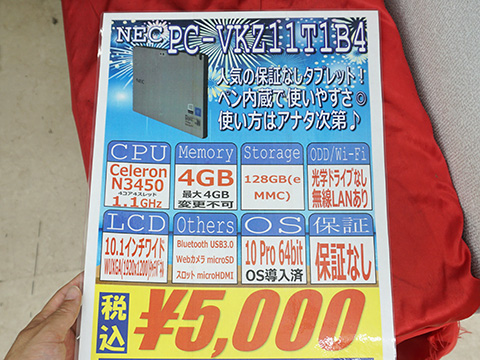 NEC PC-VKZ11T1B4
人気の保証なしタブレット!
ペン内蔵で使いやすさ◎
使い方はアナタ次第♪
CPU
Celeron
N3450
4コア4スレッド
1.1GHz
Memory
4GB
最大4GB
変更不可
Storage
128GB(e
MMC)
ODD/Wi-Fi
光学ドライブなし
無線LANあり
LCD
10.1インチワイド
WUXGA(1920x1200)
Others
Bluetooth USB3.0
Webカメラ microSD
スロット microHDMI
OS
10 Pro 64bit
OS導入済
保証
保証なし
税込
¥5,000